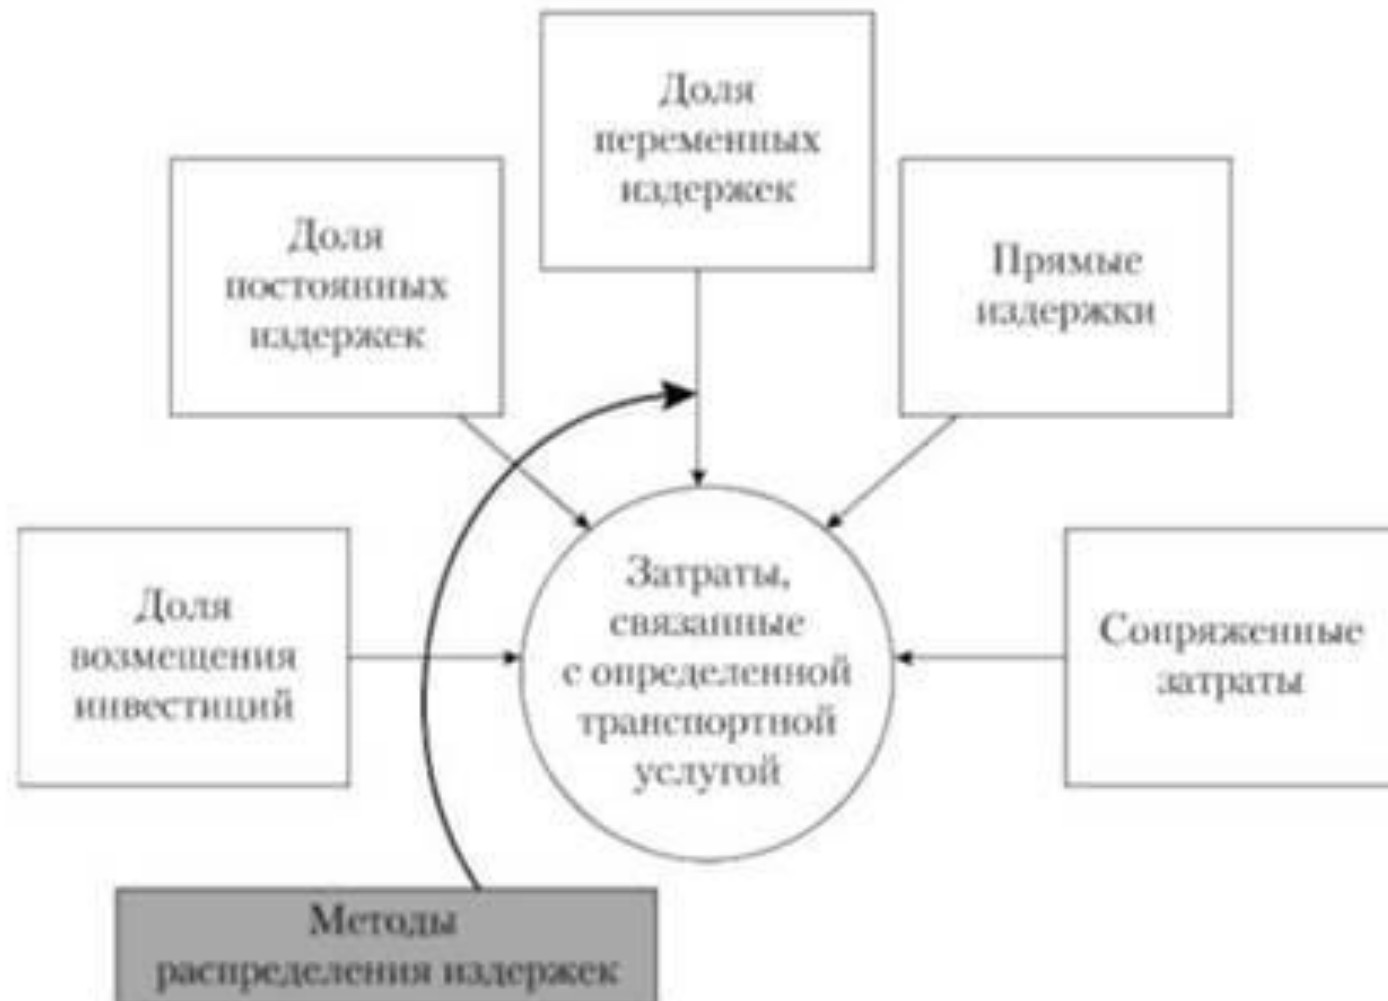 Доля
переменных
издержек
Доля
постоянных
издержек
Прямые
издержки
Доля
возмещения
инвестиций
Затраты,
связанные
с определенной
транспортной
услугой
Сопряженные
затраты
Методы
распределения издержек